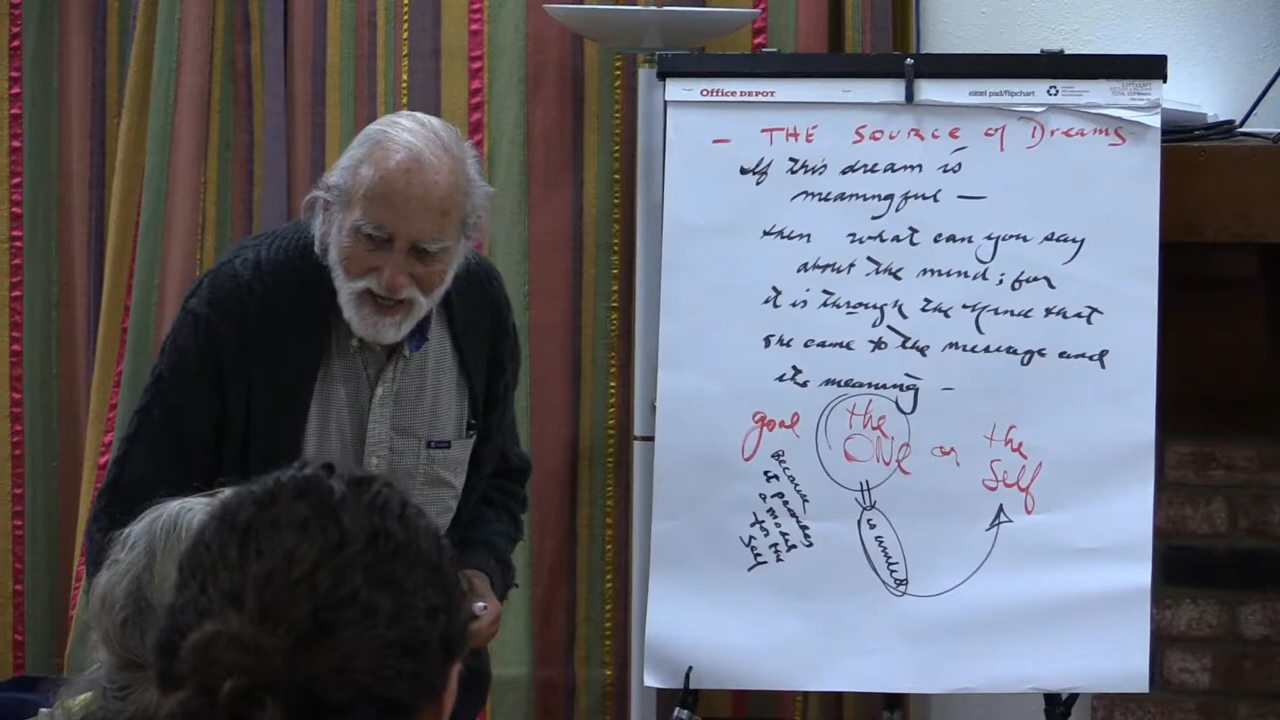 Office DEPOT
easel pad/flipchart
- THE SOURCE of Dreams
If this dream is
meaningful —
then what can you say
about the mind; for
it is through the mind that
she came to the message and
its meaning —
goal
the
ONE or the
Self
Because
it provides
a model
for the
Self